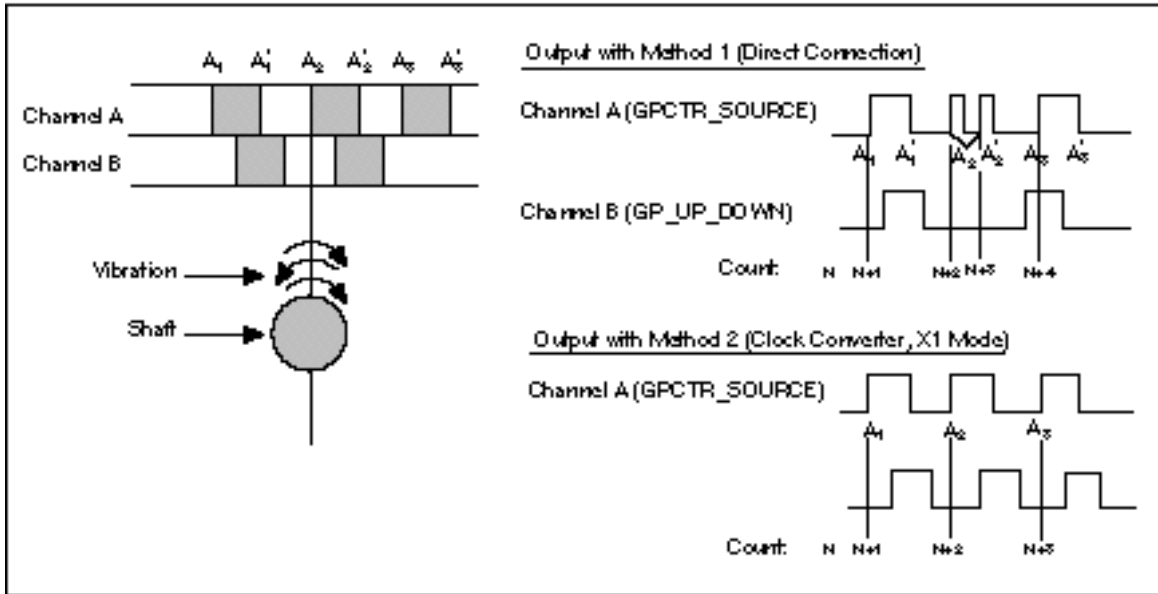 A₁ A₁' A₂ A₂' A₃ A₃'
Channel A
Channel B
Vibration
Shaft
Output with Method 1 (Direct Connection)
Channel A (GPCTR_SOURCE)
A₁ A₁' A₂ A₂' A₃ A₃'
Channel B (GP_UP_DOWN)
Count: N N+1 N+2 N+3 N+4
Output with Method 2 (Clock Converter, X1 Mode)
Channel A (GPCTR_SOURCE)
A₁ A₂ A₃
Count: N N+1 N+2 N+3